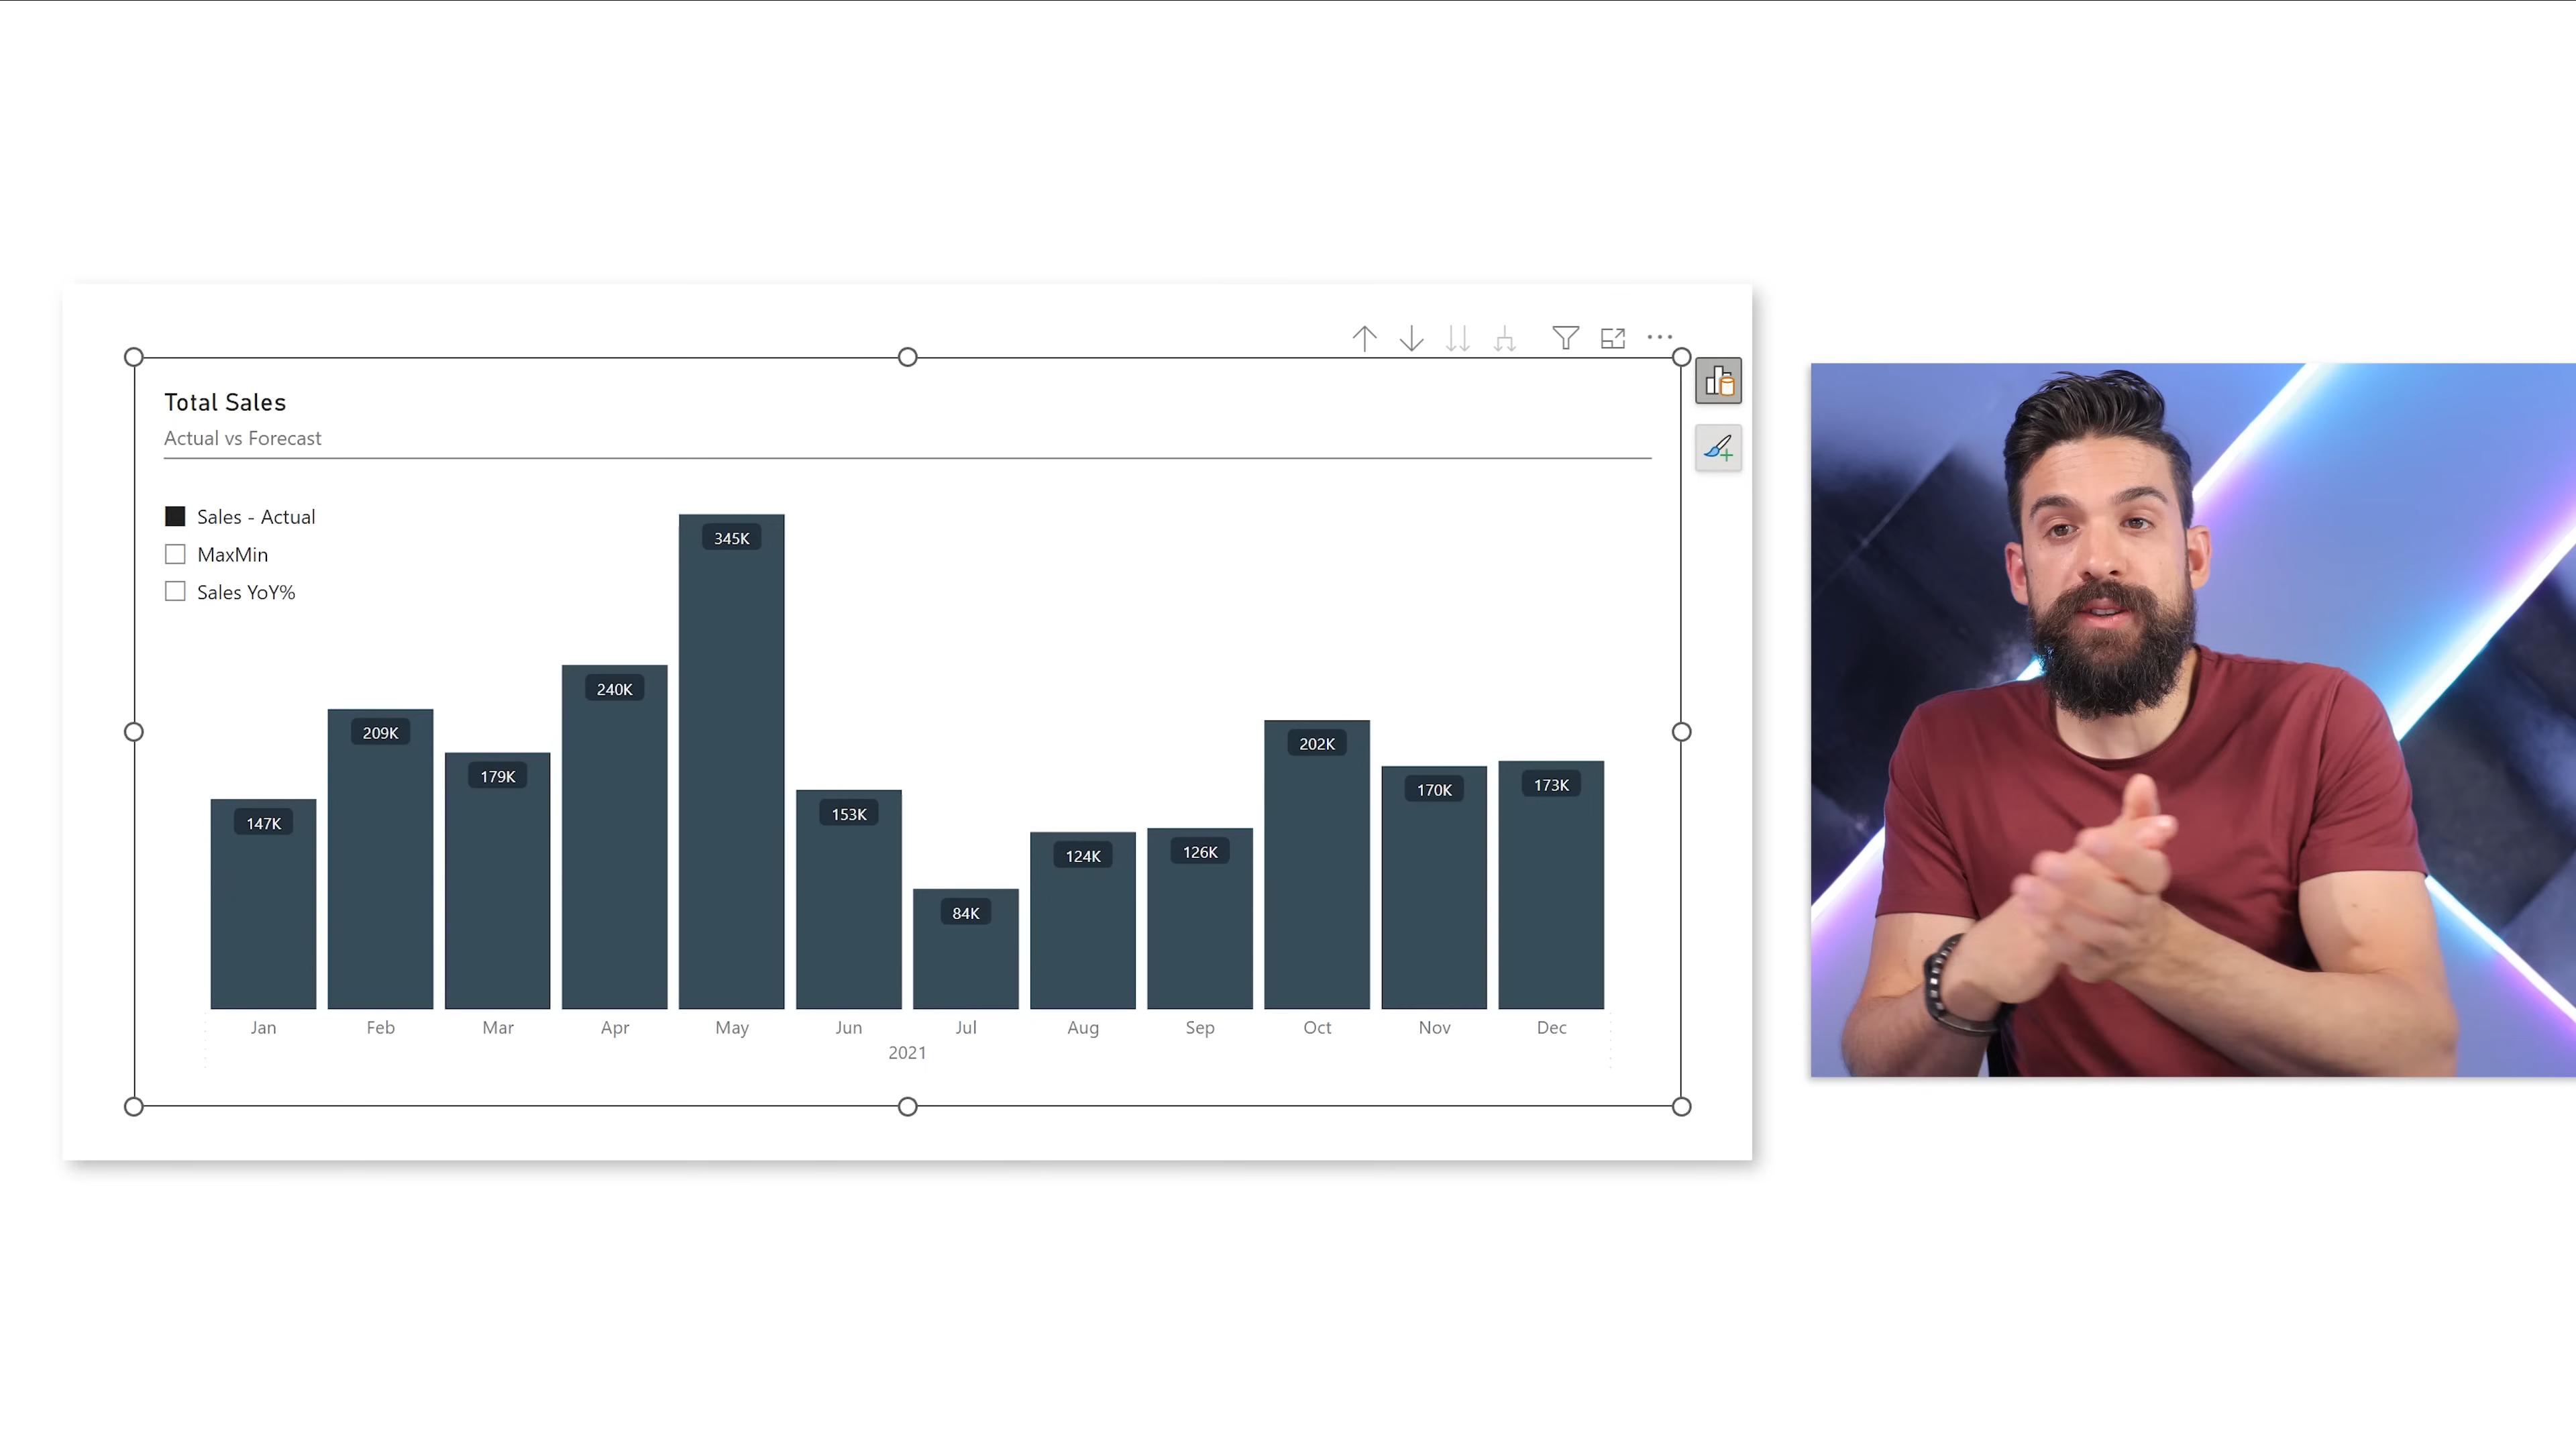 Total Sales
Actual vs Forecast
Sales - Actual
MaxMin
Sales YoY%
345K
240K
209K
202K
179K
173K
170K
153K
147K
126K
124K
84K
Jan Feb Mar Apr May Jun Jul Aug Sep Oct Nov Dec
2021